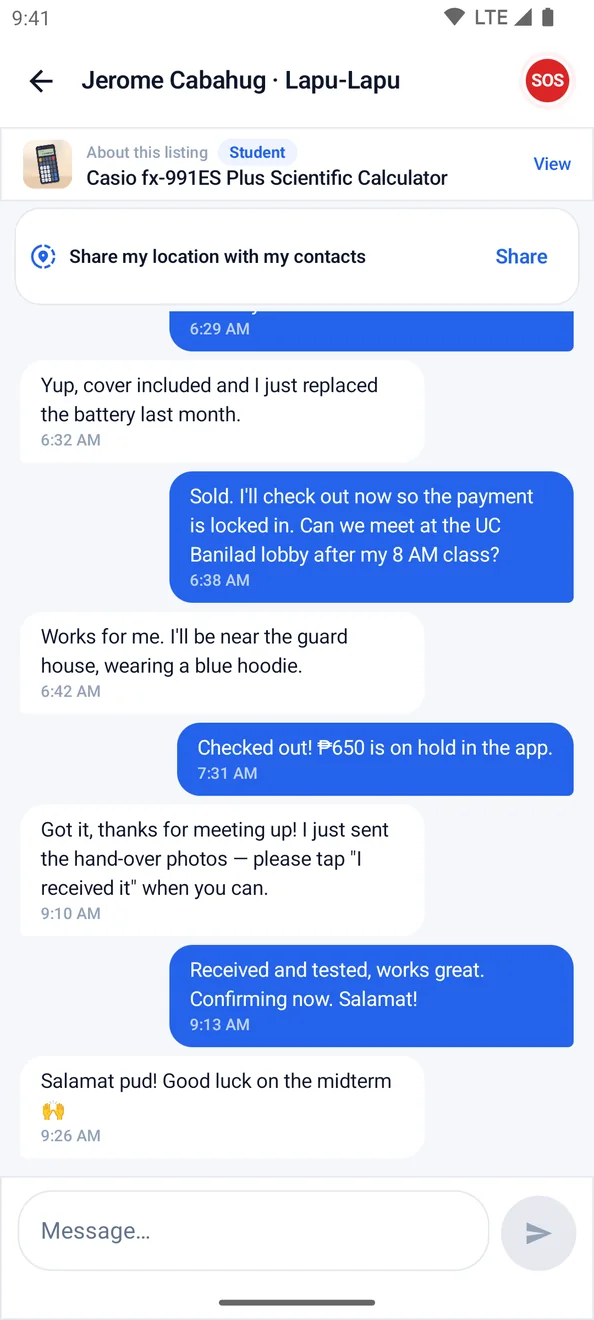 9:41
LTE
Jerome Cabahug · Lapu-Lapu
SOS
About this listing
Student
Casio fx-991ES Plus Scientific Calculator
View
Share my location with my contacts
Share
6:29 AM
Yup, cover included and I just replaced
the battery last month.
6:32 AM
Sold. I'll check out now so the payment
is locked in. Can we meet at the UC
Banilad lobby after my 8 AM class?
6:38 AM
Works for me. I'll be near the guard
house, wearing a blue hoodie.
6:42 AM
Checked out! ₱650 is on hold in the app.
7:31 AM
Got it, thanks for meeting up! I just sent
the hand-over photos — please tap "I
received it" when you can.
9:10 AM
Received and tested, works great.
Confirming now. Salamat!
9:13 AM
Salamat pud! Good luck on the midterm
🙌
9:26 AM
Message…